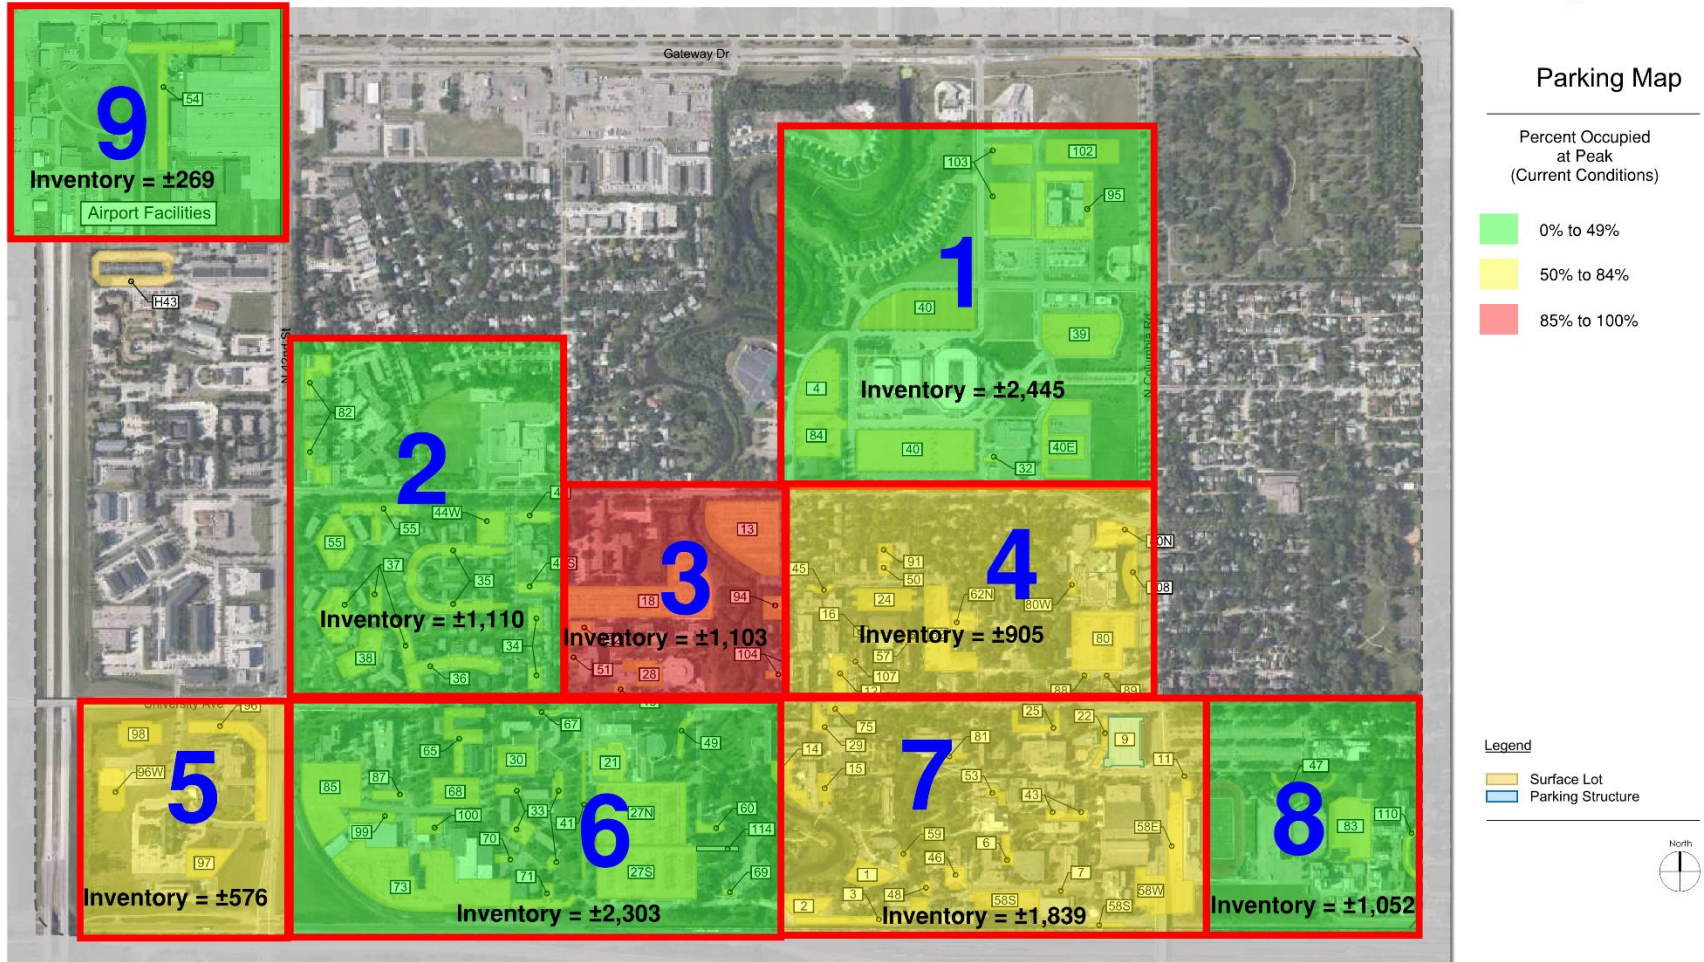 Gateway Dr
Parking Map
Percent Occupied
at Peak
(Current Conditions)
0% to 49%
50% to 84%
85% to 100%
Legend
Surface Lot
Parking Structure
North
9
54
Inventory = ±269
Airport Facilities
H43
N 42nd St
1
103
102
95
40
39
N Columbia Rd
4
Inventory = ±2,445
84
40
40E
32
2
82
44W
55
55
37
35
Inventory = ±1,110
34
38
36
3
13
18
94
Inventory = ±1,103
104
51
28
4
45
91
50
24
62N
80W
16
Inventory = ±905
80
57
107
12
88
89
University Ave
5
96
98
96W
97
Inventory = ±576
6
67
65
49
30
21
87
85
68
33
27N
60
100
41
99
70
114
71
27S
69
73
Inventory = ±2,303
7
75
25
22
29
81
9
14
11
15
53
43
59
58E
46
6
1
7
3
48
58S
58W
2
58S
Inventory = ±1,839
8
47
83
110
Inventory = ±1,052